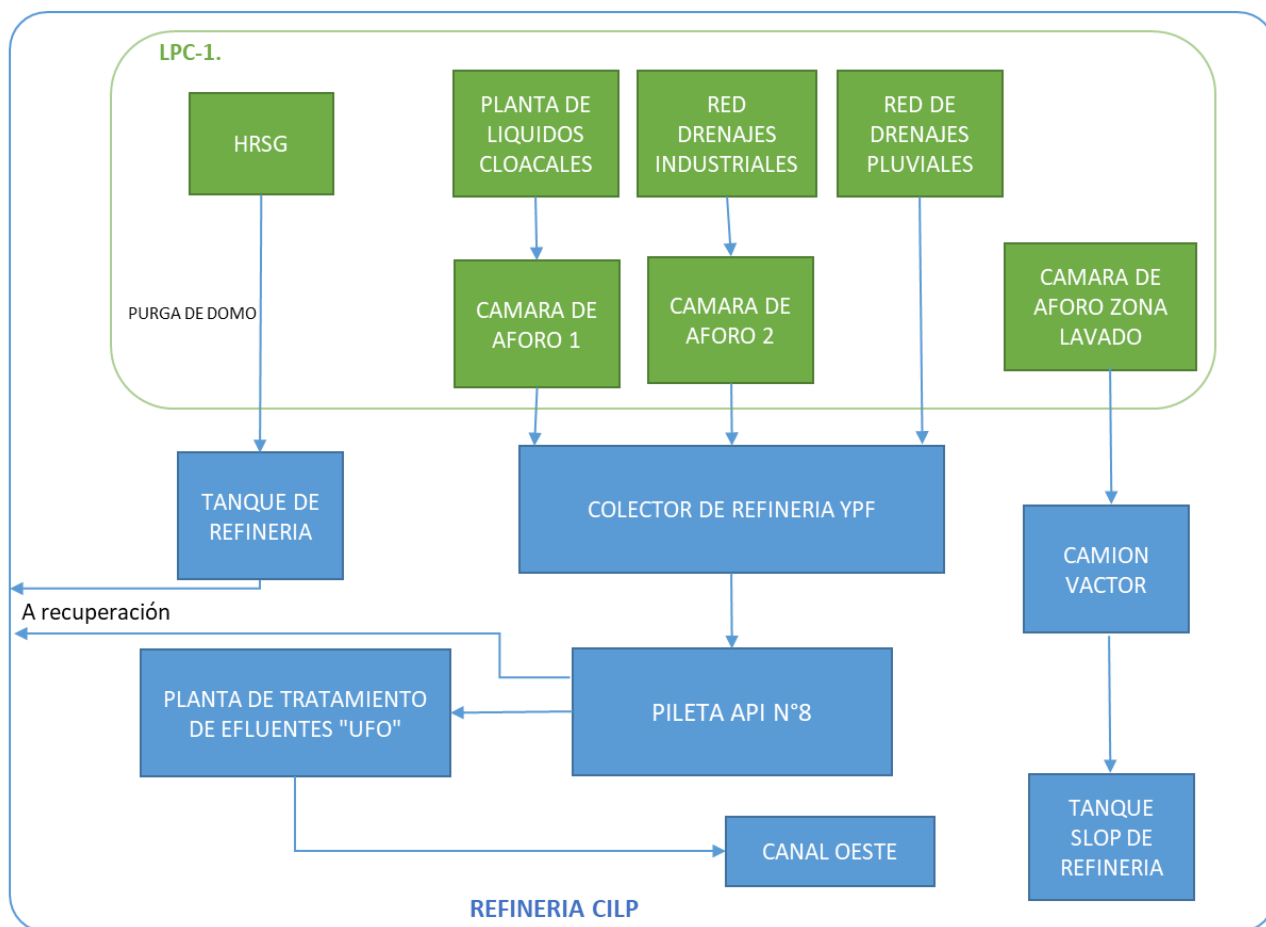 LPC-1.
HRSG
PLANTA DE
LIQUIDOS
CLOACALES
RED
DRENAJES
INDUSTRIALES
RED DE
DRENAJES
PLUVIALES
PURGA DE DOMO
CAMARA DE
AFORO 1
CAMARA DE
AFORO 2
CAMARA DE
AFORO ZONA
LAVADO
TANQUE DE
REFINERIA
COLECTOR DE REFINERIA YPF
CAMION
VACTOR
A recuperación
PLANTA DE TRATAMIENTO
DE EFLUENTES "UFO"
PILETA API N°8
TANQUE
SLOP DE
REFINERIA
CANAL OESTE
REFINERIA CILP